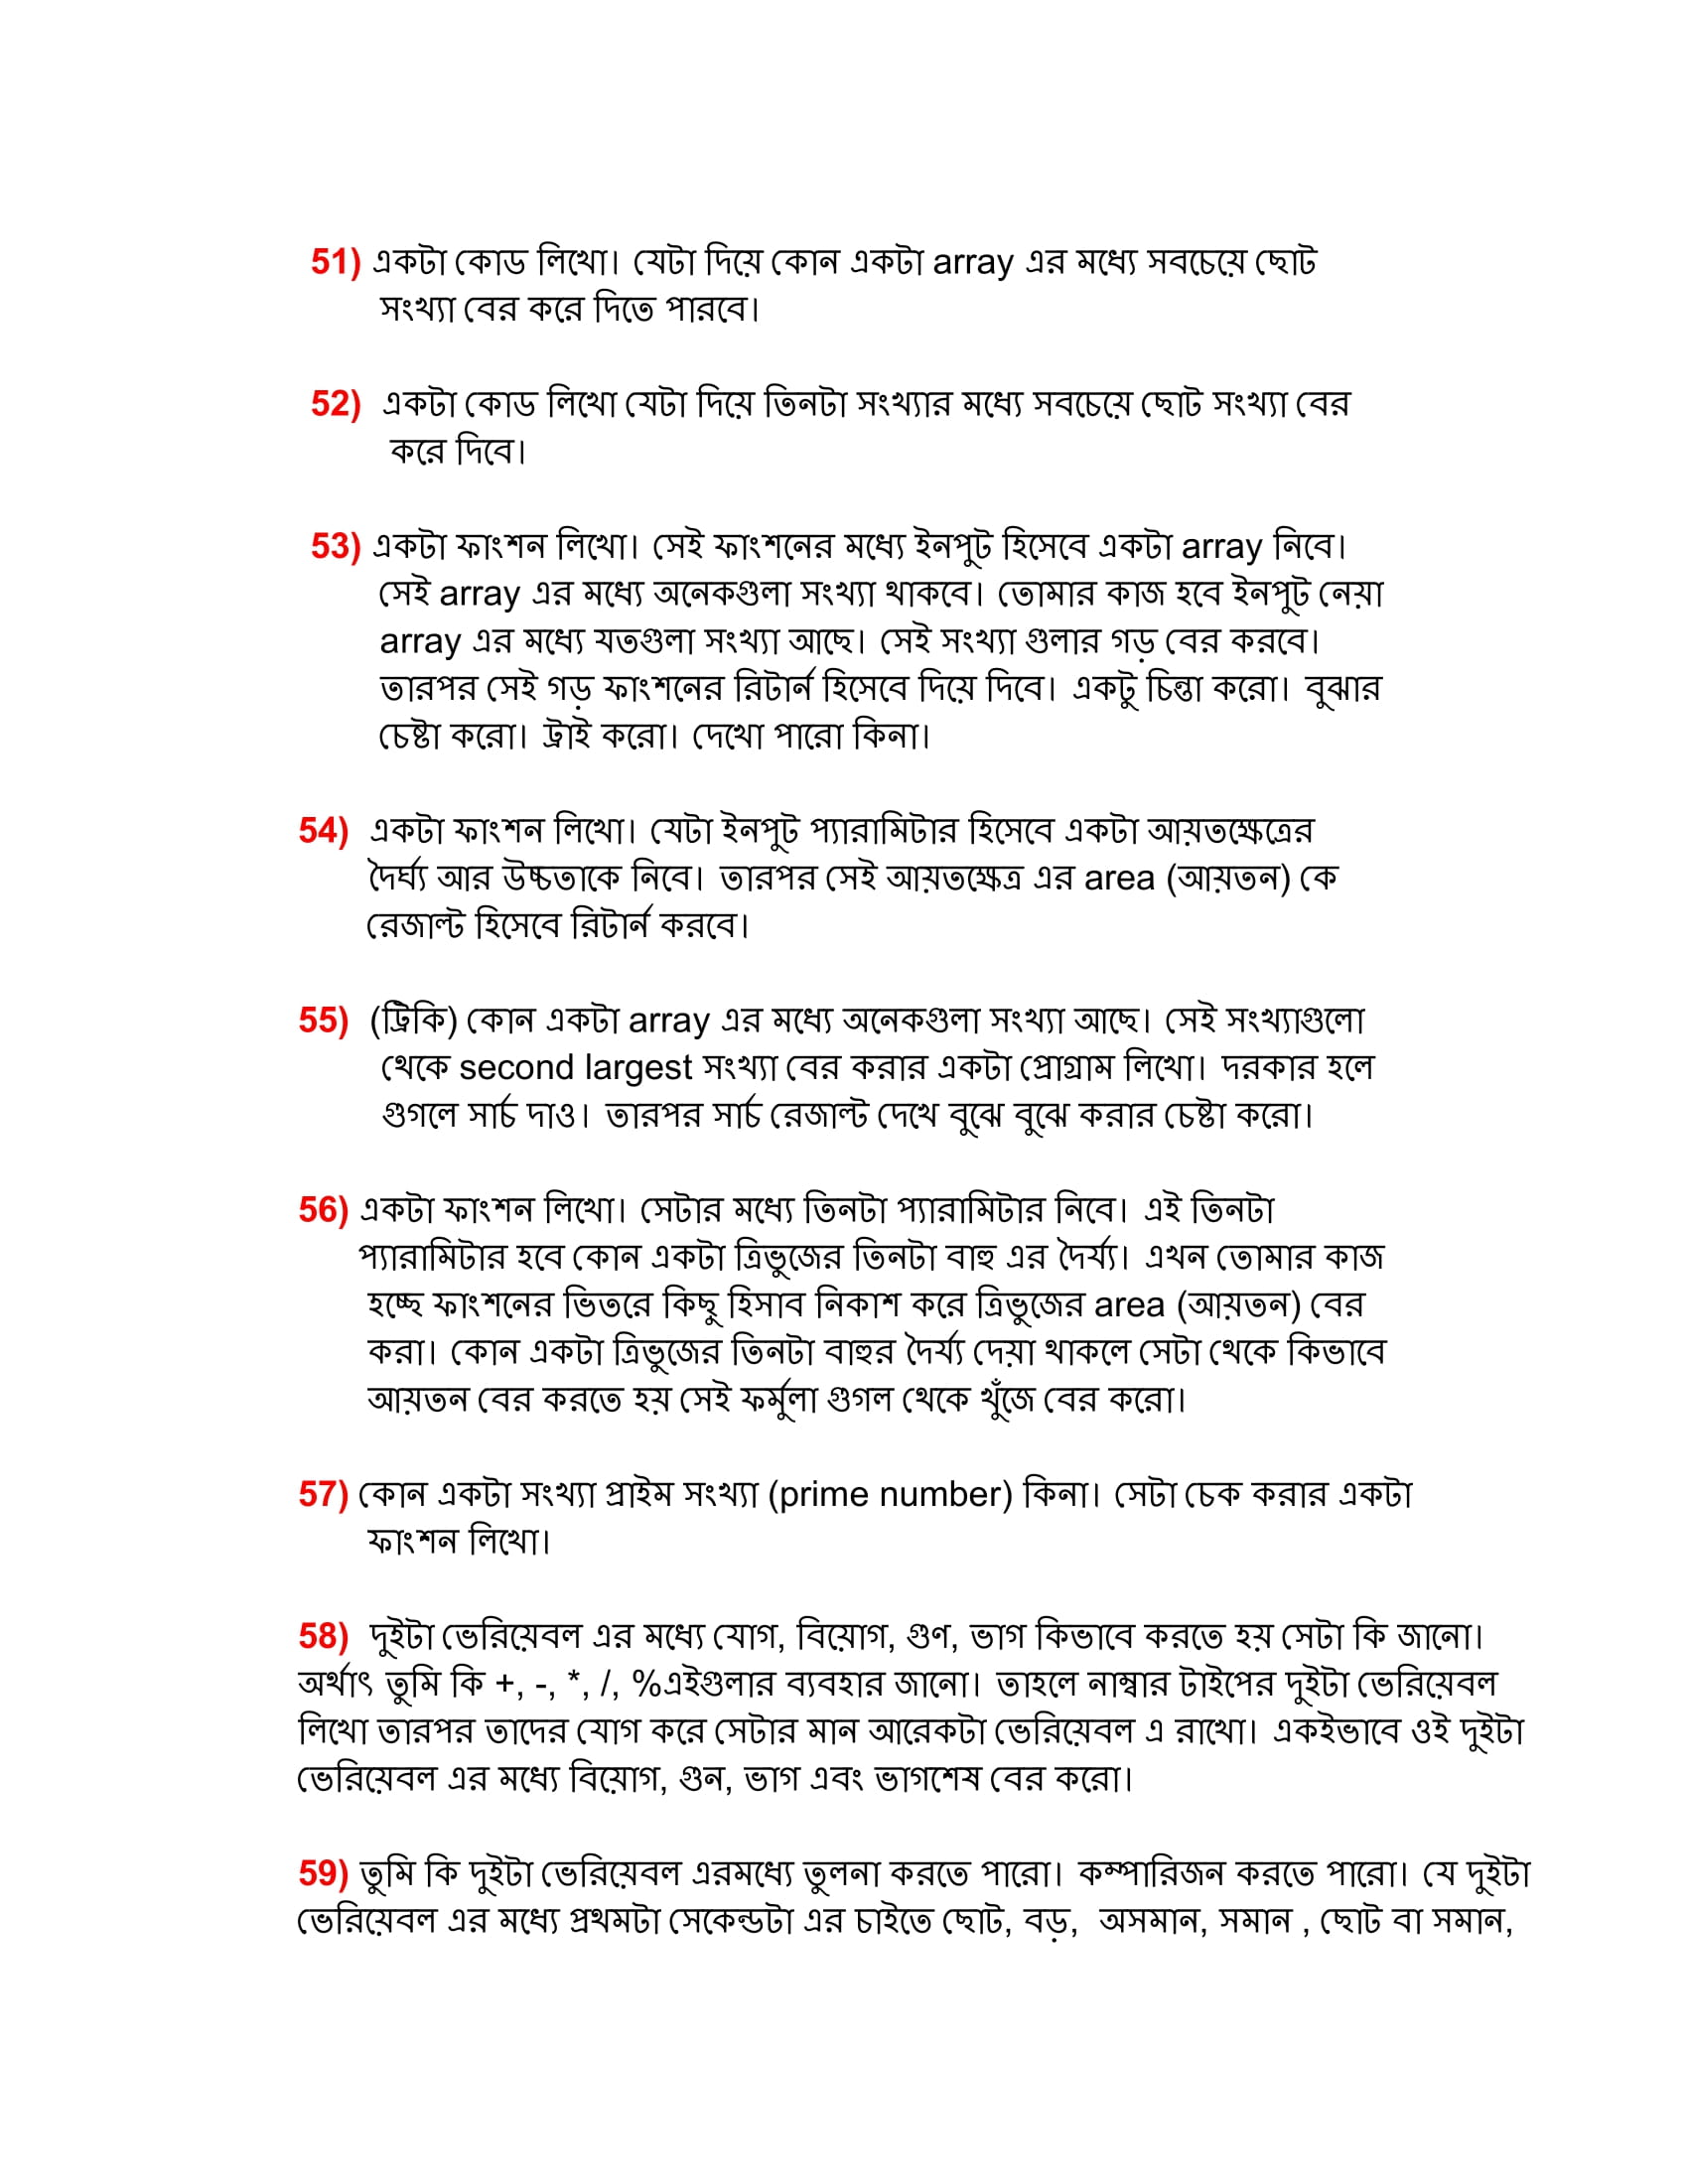 51) একটা কোড লিখো। যেটা দিয়ে কোন একটা array এর মধ্যে সবচেয়ে ছোট
সংখ্যা বের করে দিতে পারবে।
52) একটা কোড লিখো যেটা দিয়ে তিনটা সংখ্যার মধ্যে সবচেয়ে ছোট সংখ্যা বের
করে দিবে।
53) একটা ফাংশন লিখো। সেই ফাংশনের মধ্যে ইনপুট হিসেবে একটা array নিবে।
সেই array এর মধ্যে অনেকগুলা সংখ্যা থাকবে। তোমার কাজ হবে ইনপুট নেয়া
array এর মধ্যে যতগুলা সংখ্যা আছে। সেই সংখ্যা গুলার গড় বের করবে।
তারপর সেই গড় ফাংশনের রিটার্ন হিসেবে দিয়ে দিবে। একটু চিন্তা করো। বুঝার
চেষ্টা করো। ট্রাই করো। দেখো পারো কিনা।
54) একটা ফাংশন লিখো। যেটা ইনপুট প্যারামিটার হিসেবে একটা আয়তক্ষেত্রের
দৈর্ঘ্য আর উচ্চতাকে নিবে। তারপর সেই আয়তক্ষেত্র এর area (আয়তন) কে
রেজাল্ট হিসেবে রিটার্ন করবে।
55) (ট্রিকি) কোন একটা array এর মধ্যে অনেকগুলা সংখ্যা আছে। সেই সংখ্যাগুলো
থেকে second largest সংখ্যা বের করার একটা প্রোগ্রাম লিখো। দরকার হলে
গুগলে সার্চ দাও। তারপর সার্চ রেজাল্ট দেখে বুঝে বুঝে করার চেষ্টা করো।
56) একটা ফাংশন লিখো। সেটার মধ্যে তিনটা প্যারামিটার নিবে। এই তিনটা
প্যারামিটার হবে কোন একটা ত্রিভুজের তিনটা বাহু এর দৈর্য্য। এখন তোমার কাজ
হচ্ছে ফাংশনের ভিতরে কিছু হিসাব নিকাশ করে ত্রিভুজের area (আয়তন) বের
করা। কোন একটা ত্রিভুজের তিনটা বাহুর দৈর্য্য দেয়া থাকলে সেটা থেকে কিভাবে
আয়তন বের করতে হয় সেই ফর্মুলা গুগল থেকে খুঁজে বের করো।
57) কোন একটা সংখ্যা প্রাইম সংখ্যা (prime number) কিনা। সেটা চেক করার একটা
ফাংশন লিখো।
58) দুইটা ভেরিয়েবল এর মধ্যে যোগ, বিয়োগ, গুণ, ভাগ কিভাবে করতে হয় সেটা কি জানো।
অর্থাৎ তুমি কি +, -, *, /, %এইগুলার ব্যবহার জানো। তাহলে নাম্বার টাইপের দুইটা ভেরিয়েবল
লিখো তারপর তাদের যোগ করে সেটার মান আরেকটা ভেরিয়েবল এ রাখো। একইভাবে ওই দুইটা
ভেরিয়েবল এর মধ্যে বিয়োগ, গুন, ভাগ এবং ভাগশেষ বের করো।
59) তুমি কি দুইটা ভেরিয়েবল এরমধ্যে তুলনা করতে পারো। কম্পারিজন করতে পারো। যে দুইটা
ভেরিয়েবল এর মধ্যে প্রথমটা সেকেন্ডটা এর চাইতে ছোট, বড়, অসমান, সমান , ছোট বা সমান,